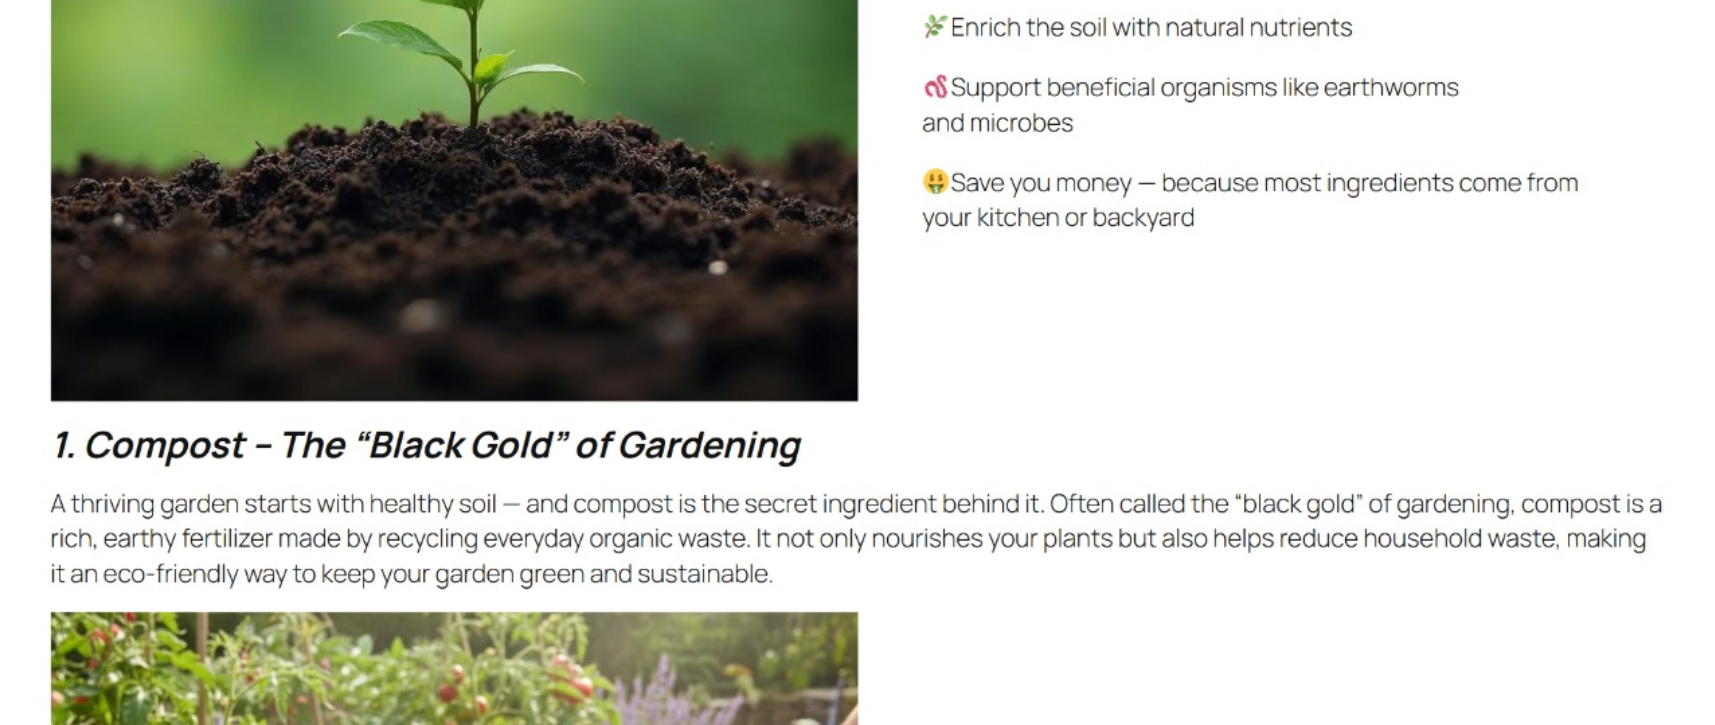 🌿Enrich the soil with natural nutrients
🪱Support beneficial organisms like earthworms
and microbes
🤑Save you money — because most ingredients come from
your kitchen or backyard
1. Compost – The “Black Gold” of Gardening
A thriving garden starts with healthy soil — and compost is the secret ingredient behind it. Often called the “black gold” of gardening, compost is a
rich, earthy fertilizer made by recycling everyday organic waste. It not only nourishes your plants but also helps reduce household waste, making
it an eco-friendly way to keep your garden green and sustainable.